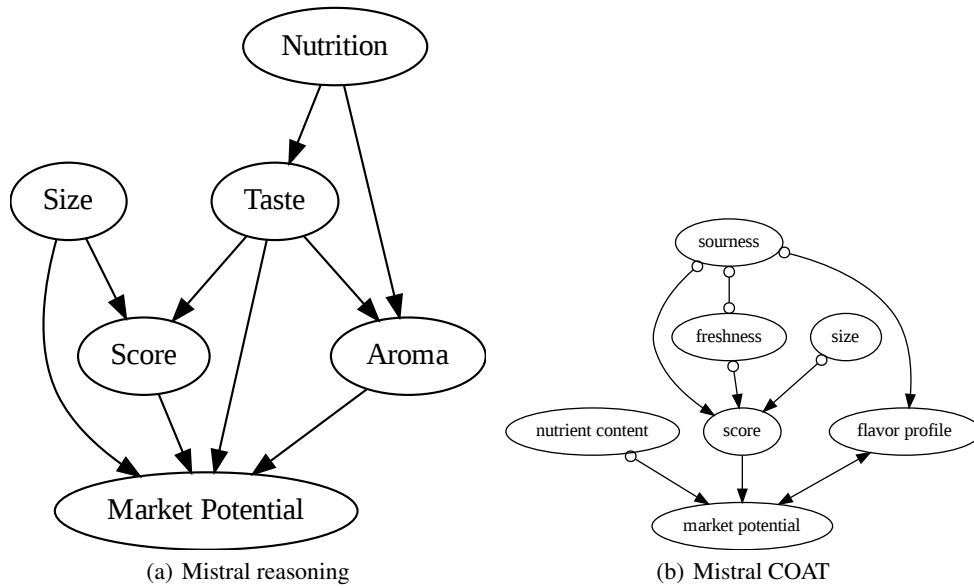 Nutrition
Size
Taste
Score
Aroma
Market Potential
(a) Mistral reasoning
sourness
freshness
size
nutrient content
score
flavor profile
market potential
(b) Mistral COAT